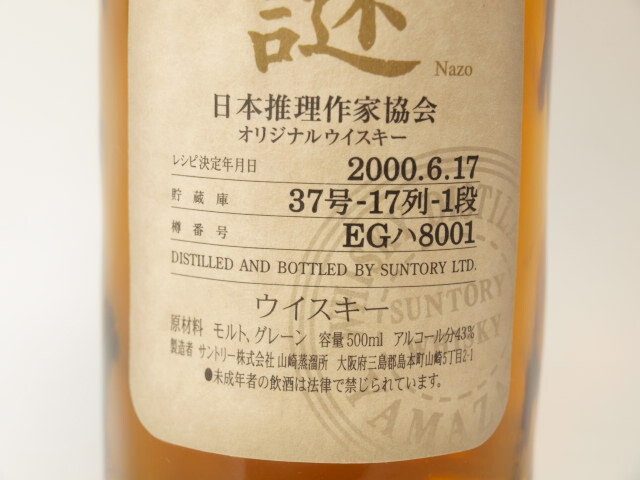 謎
Nazo
日本推理作家協会
オリジナルウイスキー
レシピ決定年月日 2000.6.17
貯蔵庫 37号-17列-1段
樽番号 EGハ8001
DISTILLED AND BOTTLED BY SUNTORY LTD.
ウイスキー
原材料 モルト、グレーン 容量500ml アルコール分43%
製造者 サントリー株式会社 山崎蒸溜所 大阪府三島郡島本町山崎5丁目2-1
●未成年者の飲酒は法律で禁じられています。
SUNTORY